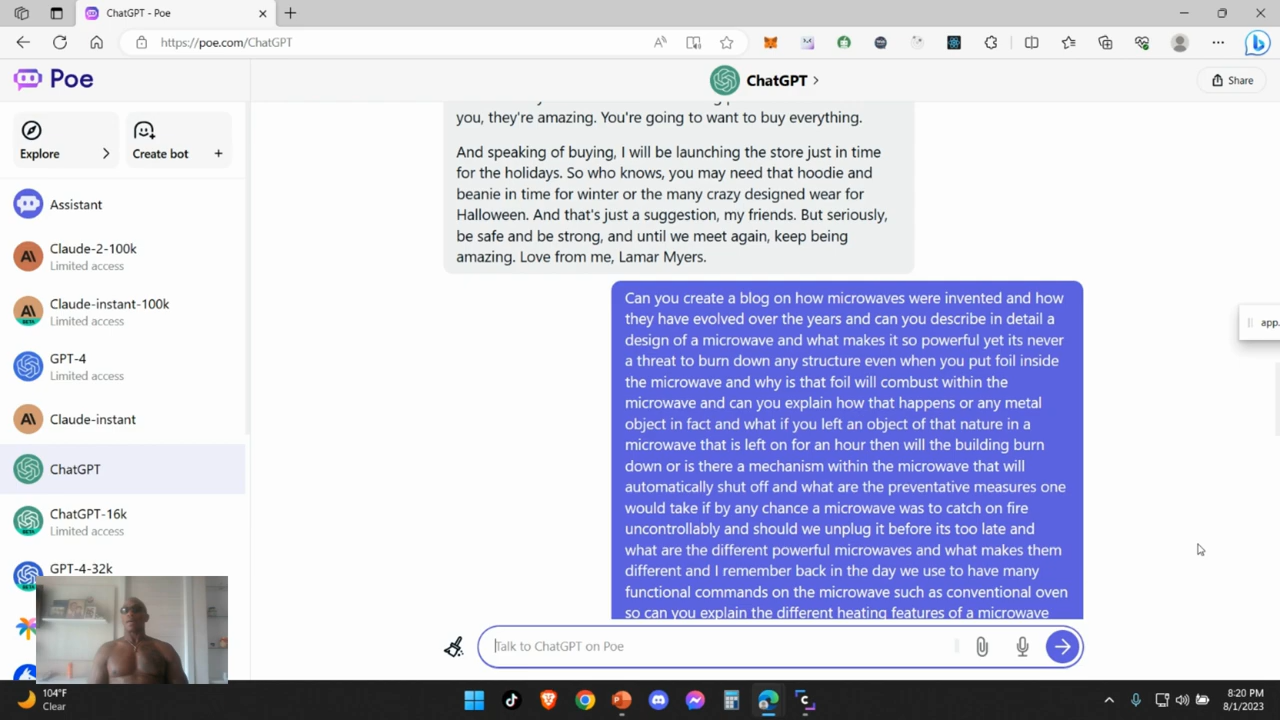 ChatGPT - Poe
https://poe.com/ChatGPT
Poe
ChatGPT
Share
Explore
Create bot
Assistant
Claude-2-100k
Limited access
Claude-instant-100k
Limited access
BETA
GPT-4
Limited access
Claude-instant
ChatGPT
ChatGPT-16k
Limited access
BETA
GPT-4-32k
you, they're amazing. You're going to want to buy everything.
And speaking of buying, I will be launching the store just in time
for the holidays. So who knows, you may need that hoodie and
beanie in time for winter or the many crazy designed wear for
Halloween. And that's just a suggestion, my friends. But seriously,
be safe and be strong, and until we meet again, keep being
amazing. Love from me, Lamar Myers.
Can you create a blog on how microwaves were invented and how
they have evolved over the years and can you describe in detail a
design of a microwave and what makes it so powerful yet its never
a threat to burn down any structure even when you put foil inside
the microwave and why is that foil will combust within the
microwave and can you explain how that happens or any metal
object in fact and what if you left an object of that nature in a
microwave that is left on for an hour then will the building burn
down or is there a mechanism within the microwave that will
automatically shut off and what are the preventative measures one
would take if by any chance a microwave was to catch on fire
uncontrollably and should we unplug it before its too late and
what are the different powerful microwaves and what makes them
different and I remember back in the day we use to have many
functional commands on the microwave such as conventional oven
so can you explain the different heating features of a microwave
app.
Talk to ChatGPT on Poe
104°F
Clear
8:20 PM
8/1/2023